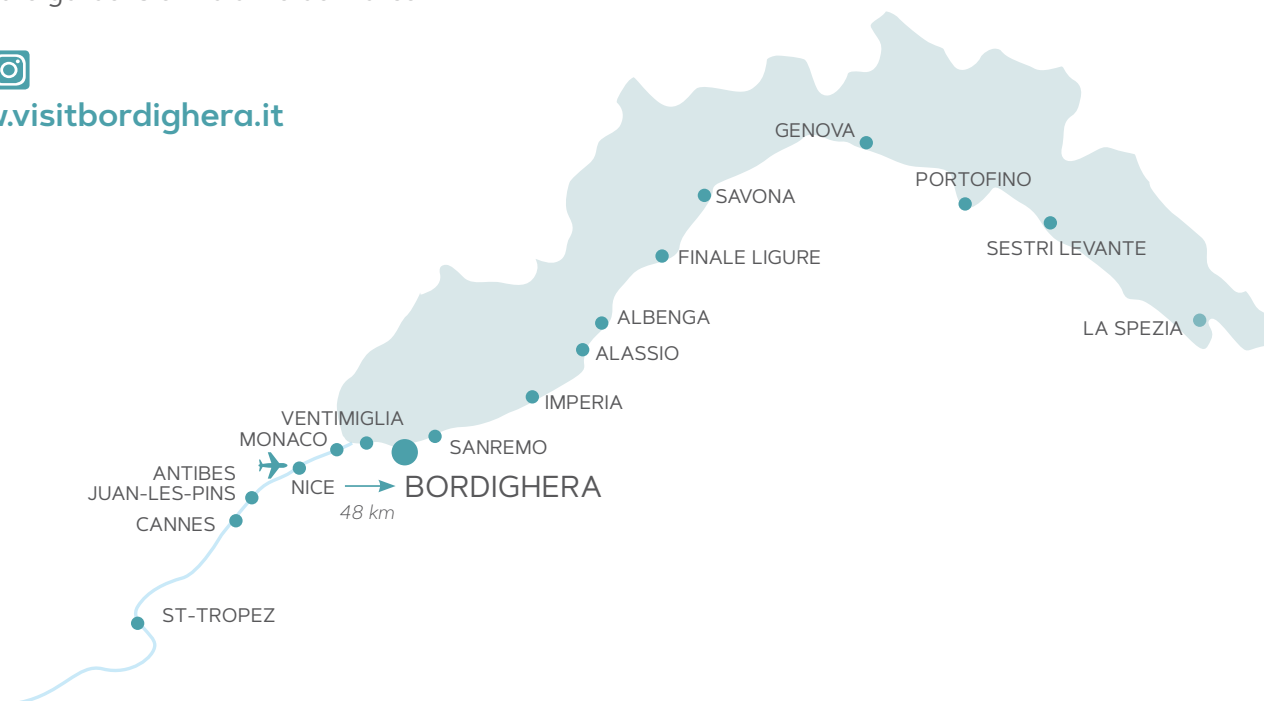 .visitbordighera.it
GENOVA
PORTOFINO
SAVONA
SESTRI LEVANTE
FINALE LIGURE
ALBENGA
LA SPEZIA
ALASSIO
IMPERIA
VENTIMIGLIA
MONACO
SANREMO
ANTIBES
JUAN-LES-PINS
NICE
BORDIGHERA
48 km
CANNES
ST-TROPEZ